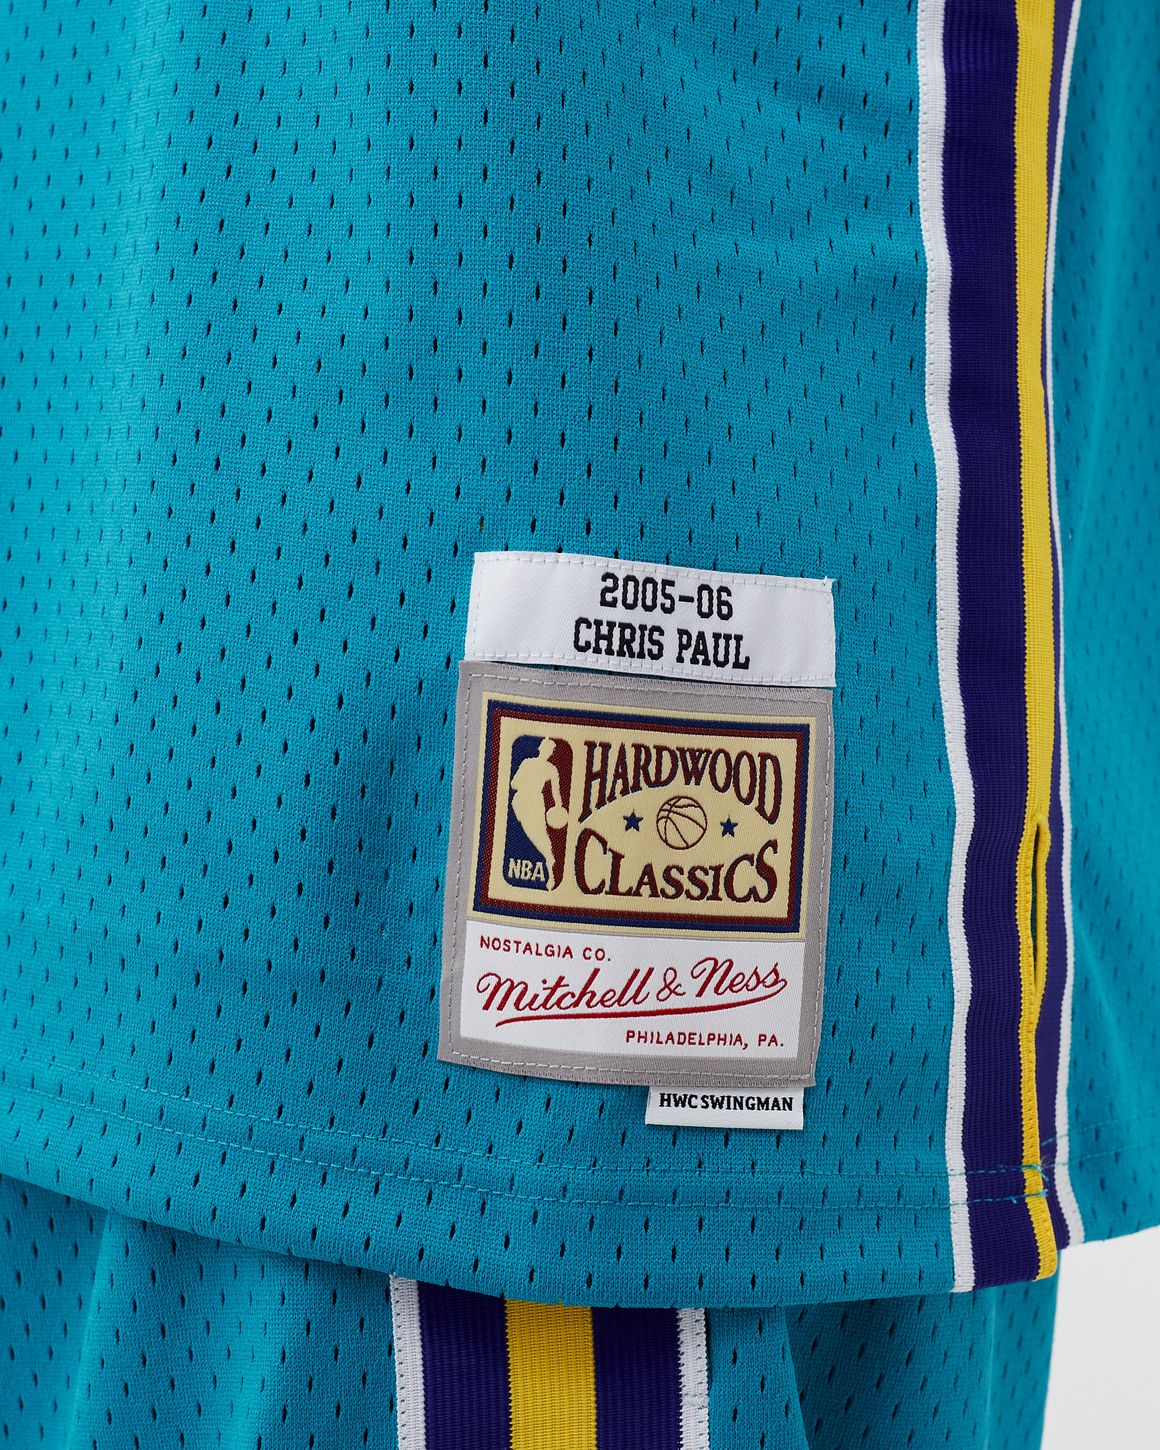 2005-06
CHRIS PAUL
HARDWOOD
CLASSICS
NBA
NOSTALGIA CO.
Mitchell & Ness
PHILADELPHIA, PA.
HWC SWINGMAN